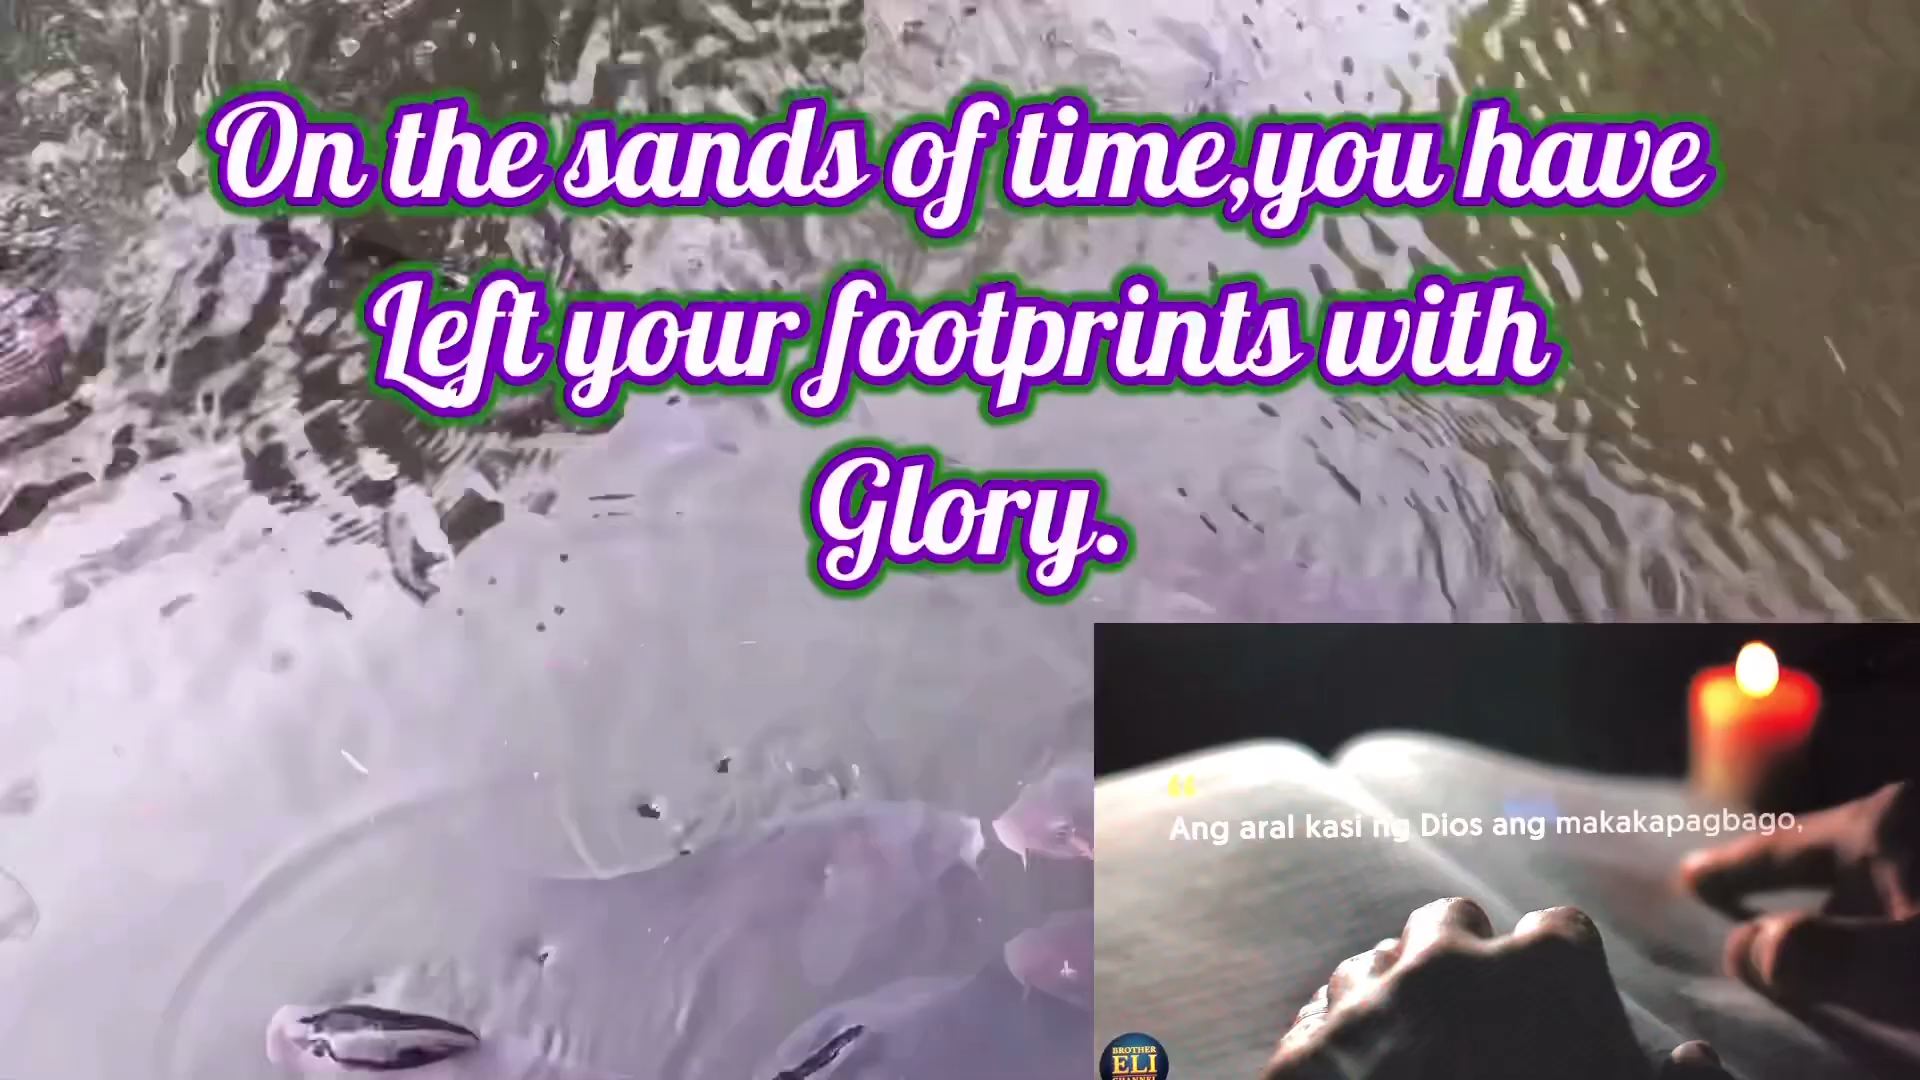 On the sands of time,you have
Left your footprints with
Glory.
“
Ang aral kasi ng Dios ang makakapagbago,
BROTHER
ELI
CHANNEL